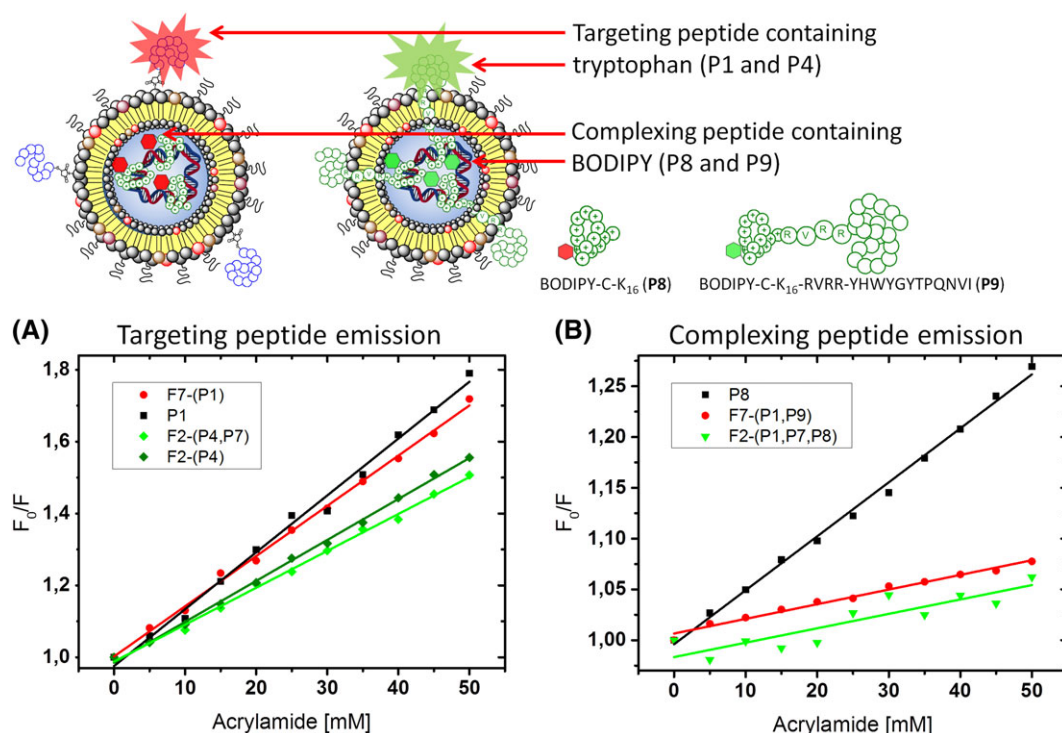 Targeting peptide containing
tryptophan (P1 and P4)
Complexing peptide containing
BODIPY (P8 and P9)
R V R R
BODIPY-C-K16 (P8)
BODIPY-C-K16-RVRR-YHWYGYTPQNVI (P9)
(A) Targeting peptide emission
1,8
1,6
1,4
1,2
1,0
F0/F
F7-(P1)
P1
F2-(P4,P7)
F2-(P4)
0 10 20 30 40 50
Acrylamide [mM]
(B) Complexing peptide emission
1,25
1,20
1,15
1,10
1,05
1,00
F0/F
P8
F7-(P1,P9)
F2-(P1,P7,P8)
0 10 20 30 40 50
Acrylamide [mM]